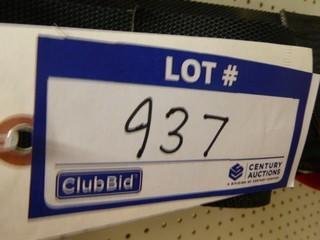 LOT #
937
ClubBid
CENTURY
AUCTIONS